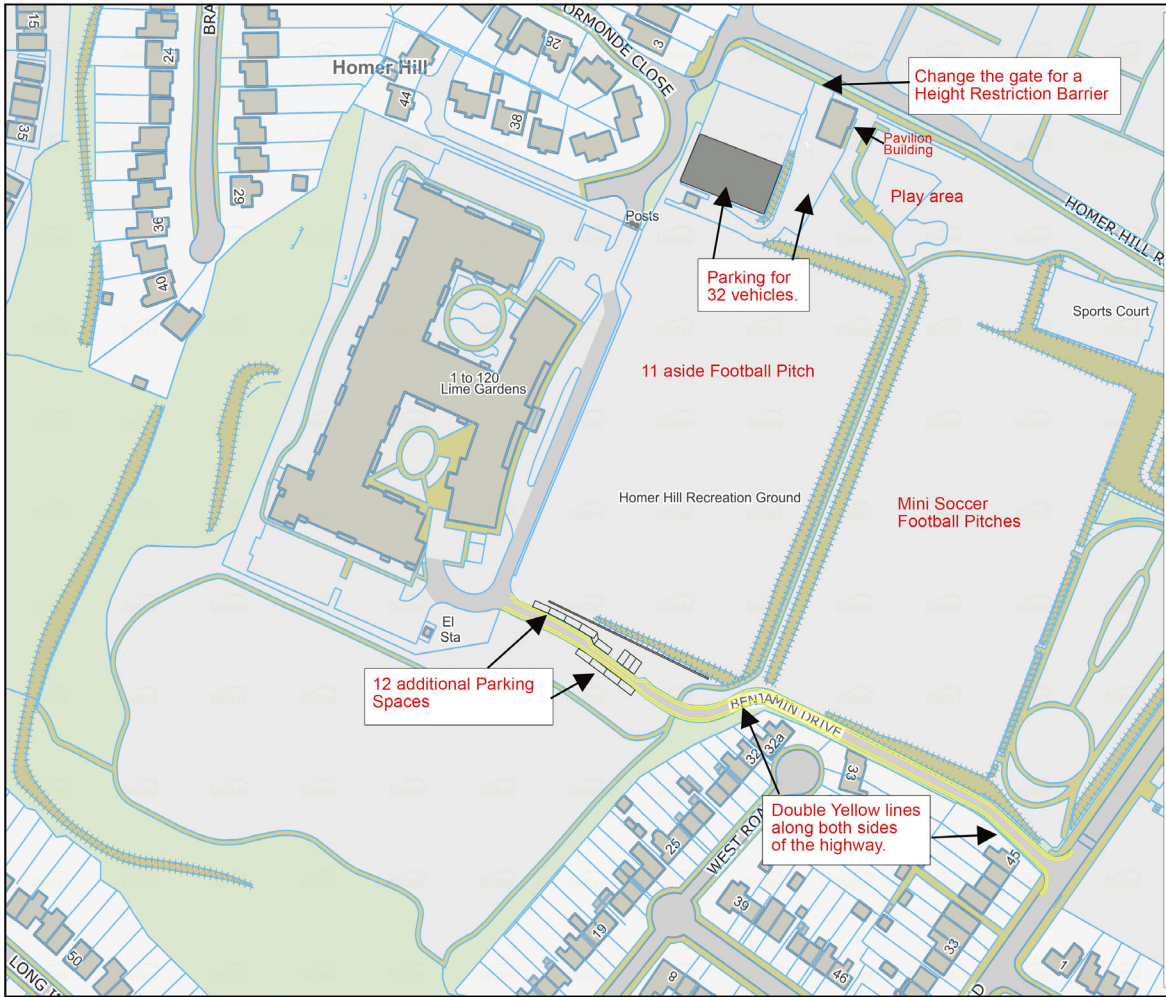 15
24
BRA
ORMONDE CLOSE
28
3
Homer Hill
44
38
35
29
36
40
Change the gate for a
Height Restriction Barrier
Pavilion
Building
Play area
HOMER HILL R
Posts
Parking for
32 vehicles.
Sports Court
11 aside Football Pitch
1 to 120
Lime Gardens
Homer Hill Recreation Ground
Mini Soccer
Football Pitches
El
Sta
12 additional Parking
Spaces
BENJAMIN DRIVE
32
32a
33
Double Yellow lines
along both sides
of the highway.
WEST ROA
25
45
39
19
33
46
50
8
1
LONG I
D